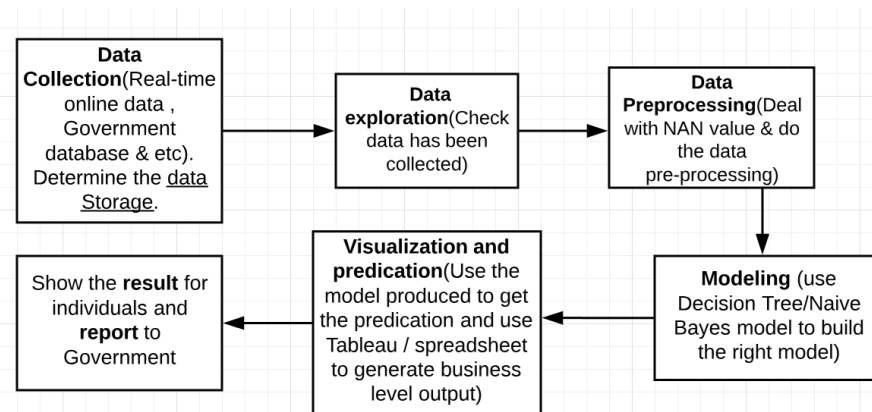 Data
Collection(Real-time
online data ,
Government
database & etc).
Determine the data
Storage.
Data
exploration(Check
data has been
collected)
Data
Preprocessing(Deal
with NAN value & do
the data
pre-processing)
Modeling (use
Decision Tree/Naive
Bayes model to build
the right model)
Visualization and
predication(Use the
model produced to get
the predication and use
Tableau / spreadsheet
to generate business
level output)
Show the result for
individuals and
report to
Government